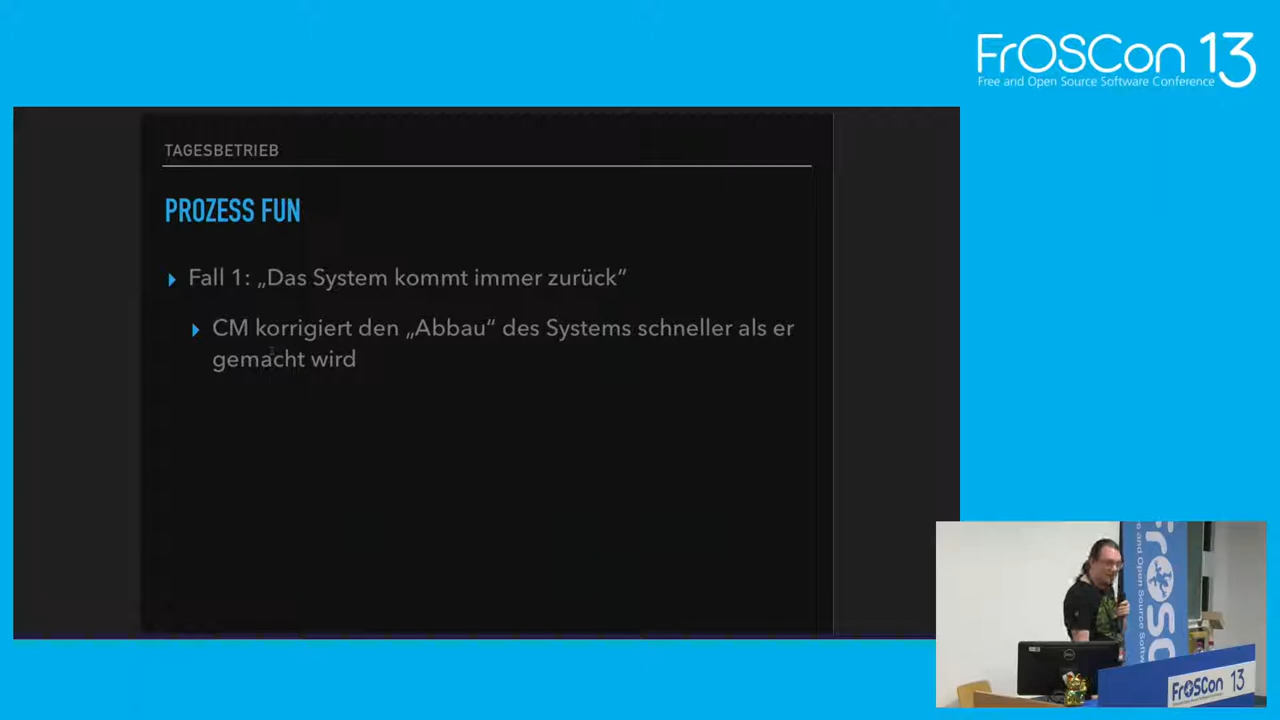 FrOSCon 13
Free and Open Source Software Conference
TAGESBETRIEB
PROZESS FUN
Fall 1: „Das System kommt immer zurück“
CM korrigiert den „Abbau“ des Systems schneller als er
gemacht wird
FrOSCon 13